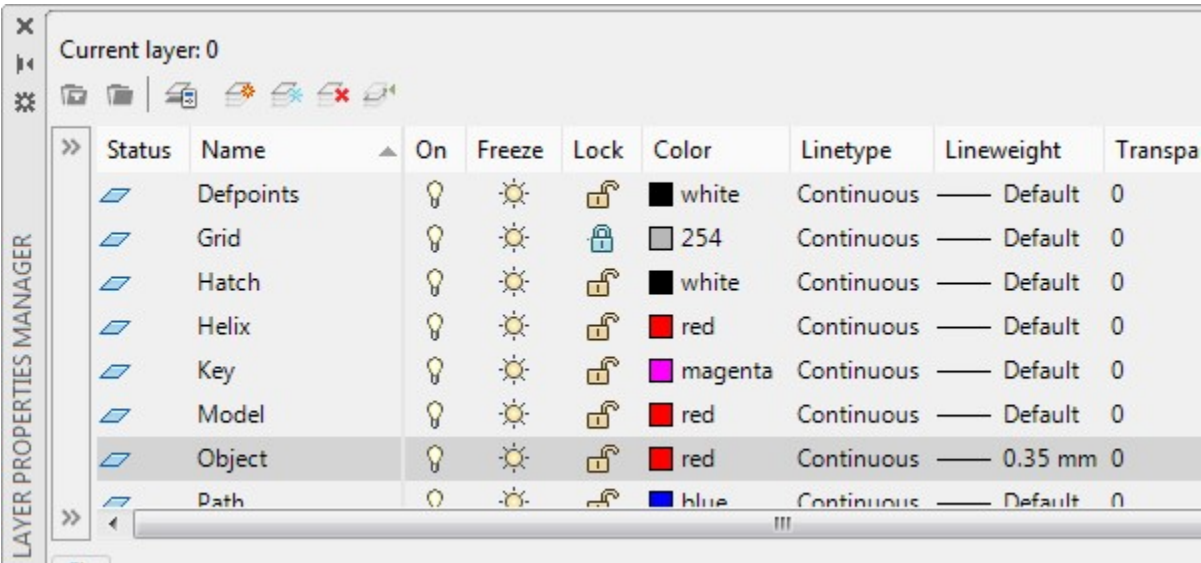 Current layer: 0
Status Name On Freeze Lock Color Linetype Lineweight Transpa
Defpoints white Continuous Default 0
Grid 254 Continuous Default 0
Hatch white Continuous Default 0
Helix red Continuous Default 0
Key magenta Continuous Default 0
Model red Continuous Default 0
Object red Continuous 0.35 mm 0
Path blue Continuous Default 0
LAYER PROPERTIES MANAGER